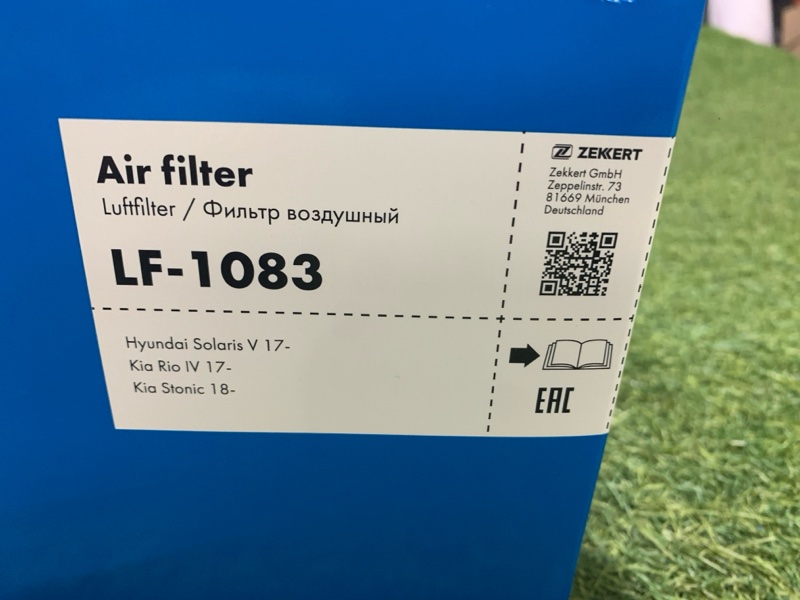 Air filter
Luftfilter / Фильтр воздушный
LF-1083
Hyundai Solaris V 17-
Kia Rio IV 17-
Kia Stonic 18-
ZEKKERT
Zekkert GmbH
Zeppelinstr. 73
81669 München
Deutschland
EAC